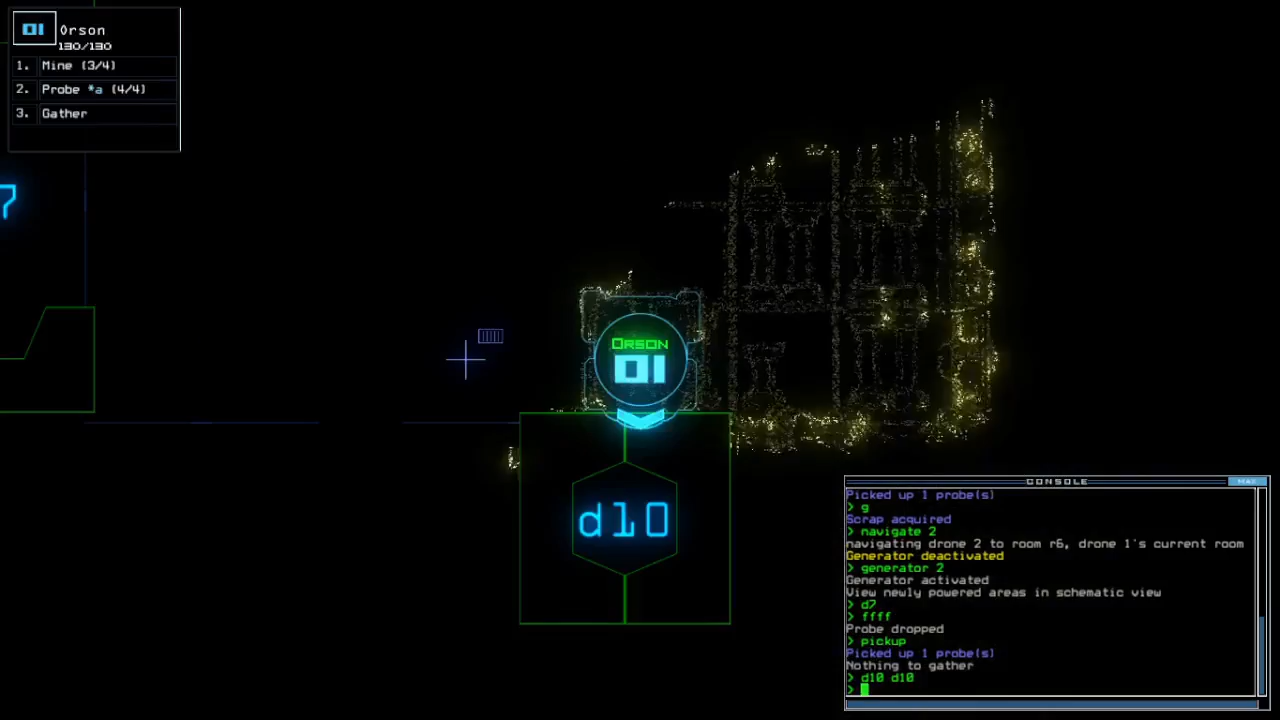 01 Orson
130/130
1. Mine (3/4)
2. Probe *a (4/4)
3. Gather
7
Orson
01
d10
CONSOLE
MAX
Picked up 1 probe(s)
> g
Scrap acquired
> navigate 2
navigating drone 2 to room r6, drone 1's current room
Generator deactivated
> generator 2
Generator activated
View newly powered areas in schematic view
> d7
> ffff
Probe dropped
> pickup
Picked up 1 probe(s)
Nothing to gather
> d10 d10
>